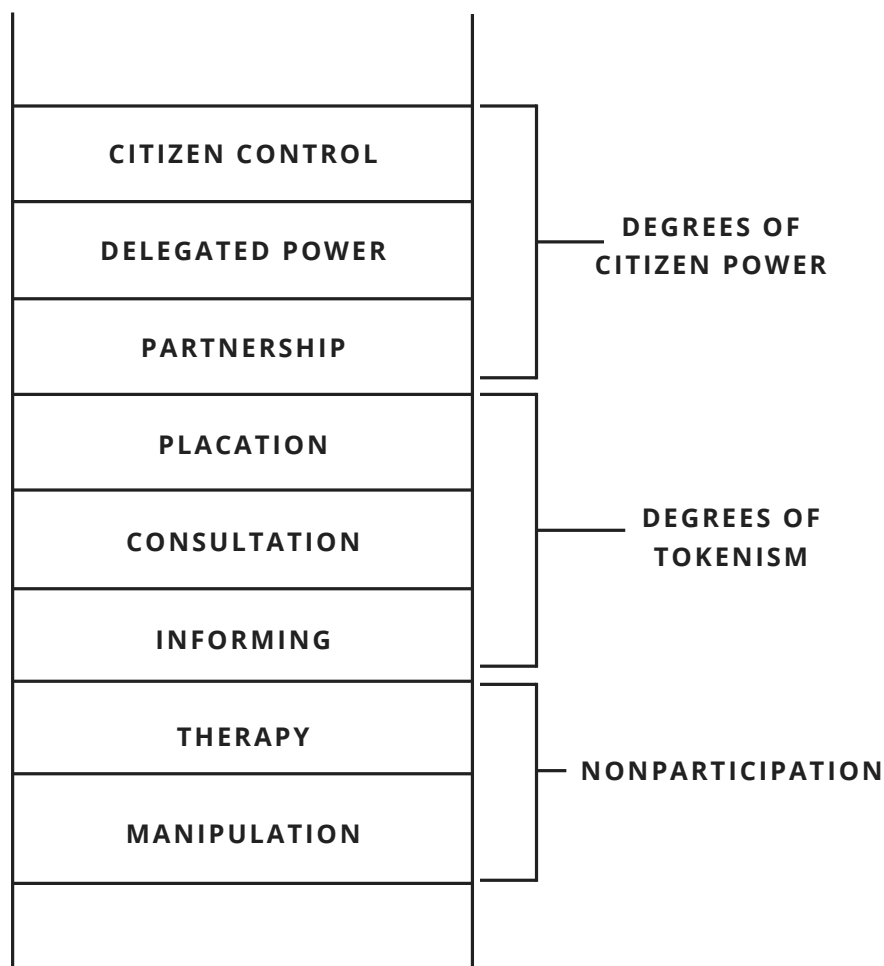 CITIZEN CONTROL
DELEGATED POWER
PARTNERSHIP
PLACATION
CONSULTATION
INFORMING
THERAPY
MANIPULATION
DEGREES OF
CITIZEN POWER
DEGREES OF
TOKENISM
NONPARTICIPATION